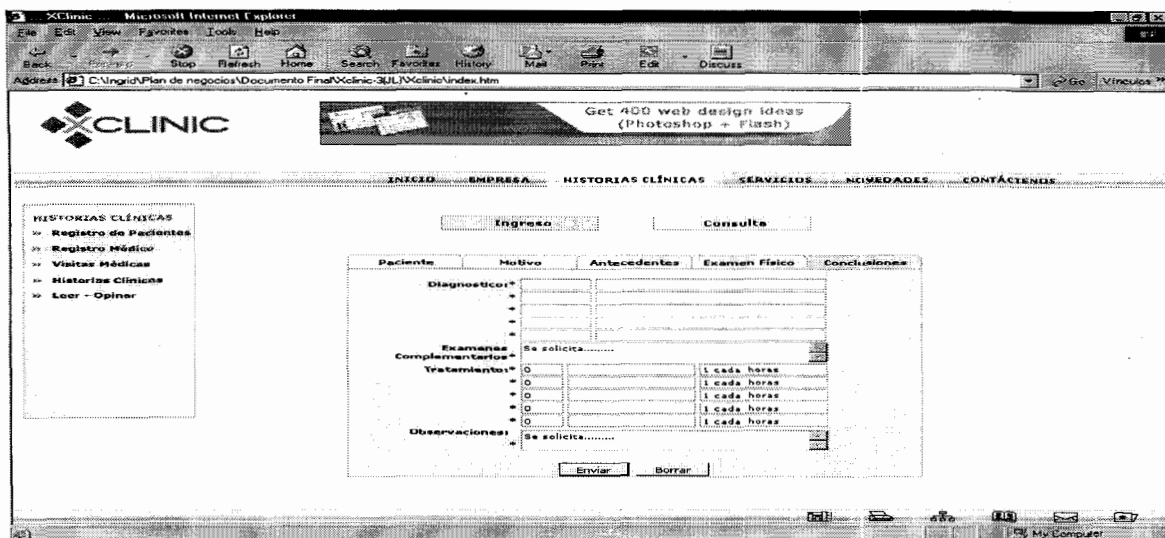 XClinic Microsoft Internet Explorer
File Edit View Favorites Tools Help
Back Stop Refresh Home Search Favorites History Mail Print Edit Discuss
Address C:\Ingrid\Plan de negocios\Documento Final\Xclinic-3(JL)\Xclinic\index.htm Go Vínculos »
XCLINIC
Get 400 web design ideas
(Photoshop + Flash)
INICIO EMPRESA HISTORIAS CLÍNICAS SERVICIOS NOVEDADES CONTÁCTENOS
HISTORIAS CLÍNICAS
» Registro de Pacientes
» Registro Médico
» Visitas Médicas
» Historias Clínicas
» Leer - Opinar
Ingreso Consulta
Paciente Motivo Antecedentes Examen Físico Conclusiones
Diagnostico:*
*
*
*
*
Examenes
Complementarios* Se solicita.........
Tratamiento:* 0 1 cada horas
* 0 1 cada horas
* 0 1 cada horas
* 0 1 cada horas
* 0 1 cada horas
Observaciones:
* Se solicita.........
Enviar Borrar
My Computer